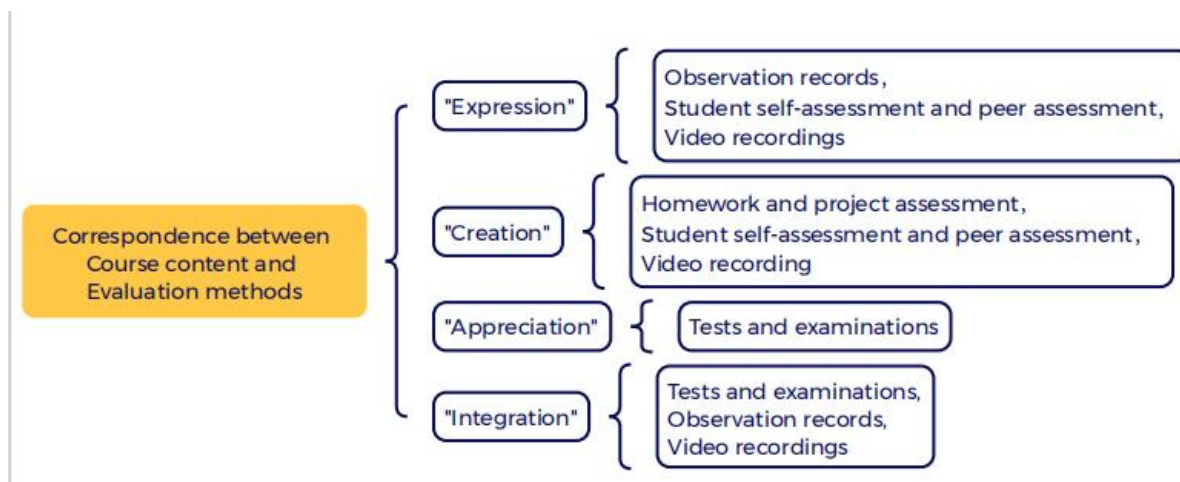 "Expression"
Observation records,
Student self-assessment and peer assessment,
Video recordings
Correspondence between
Course content and
Evaluation methods
"Creation"
Homework and project assessment,
Student self-assessment and peer assessment,
Video recording
"Appreciation"
Tests and examinations
"Integration"
Tests and examinations,
Observation records,
Video recordings